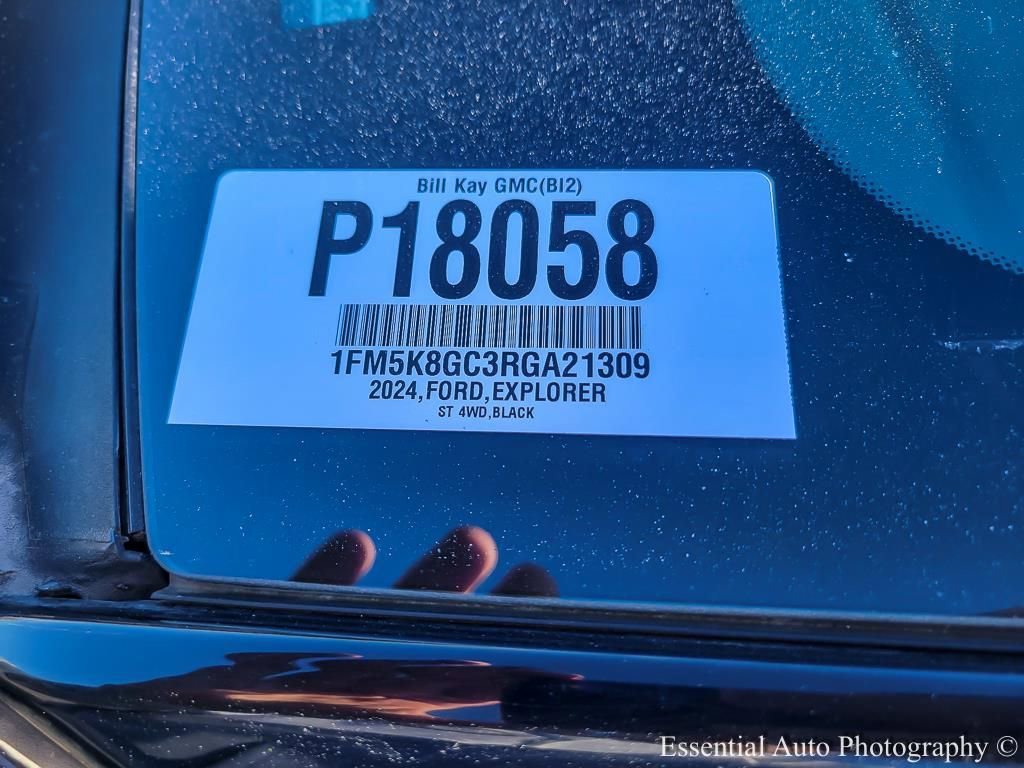 Bill Kay GMC(BI2)
P18058
1FM5K8GC3RGA21309
2024,FORD,EXPLORER
ST 4WD,BLACK
Essential Auto Photography ©